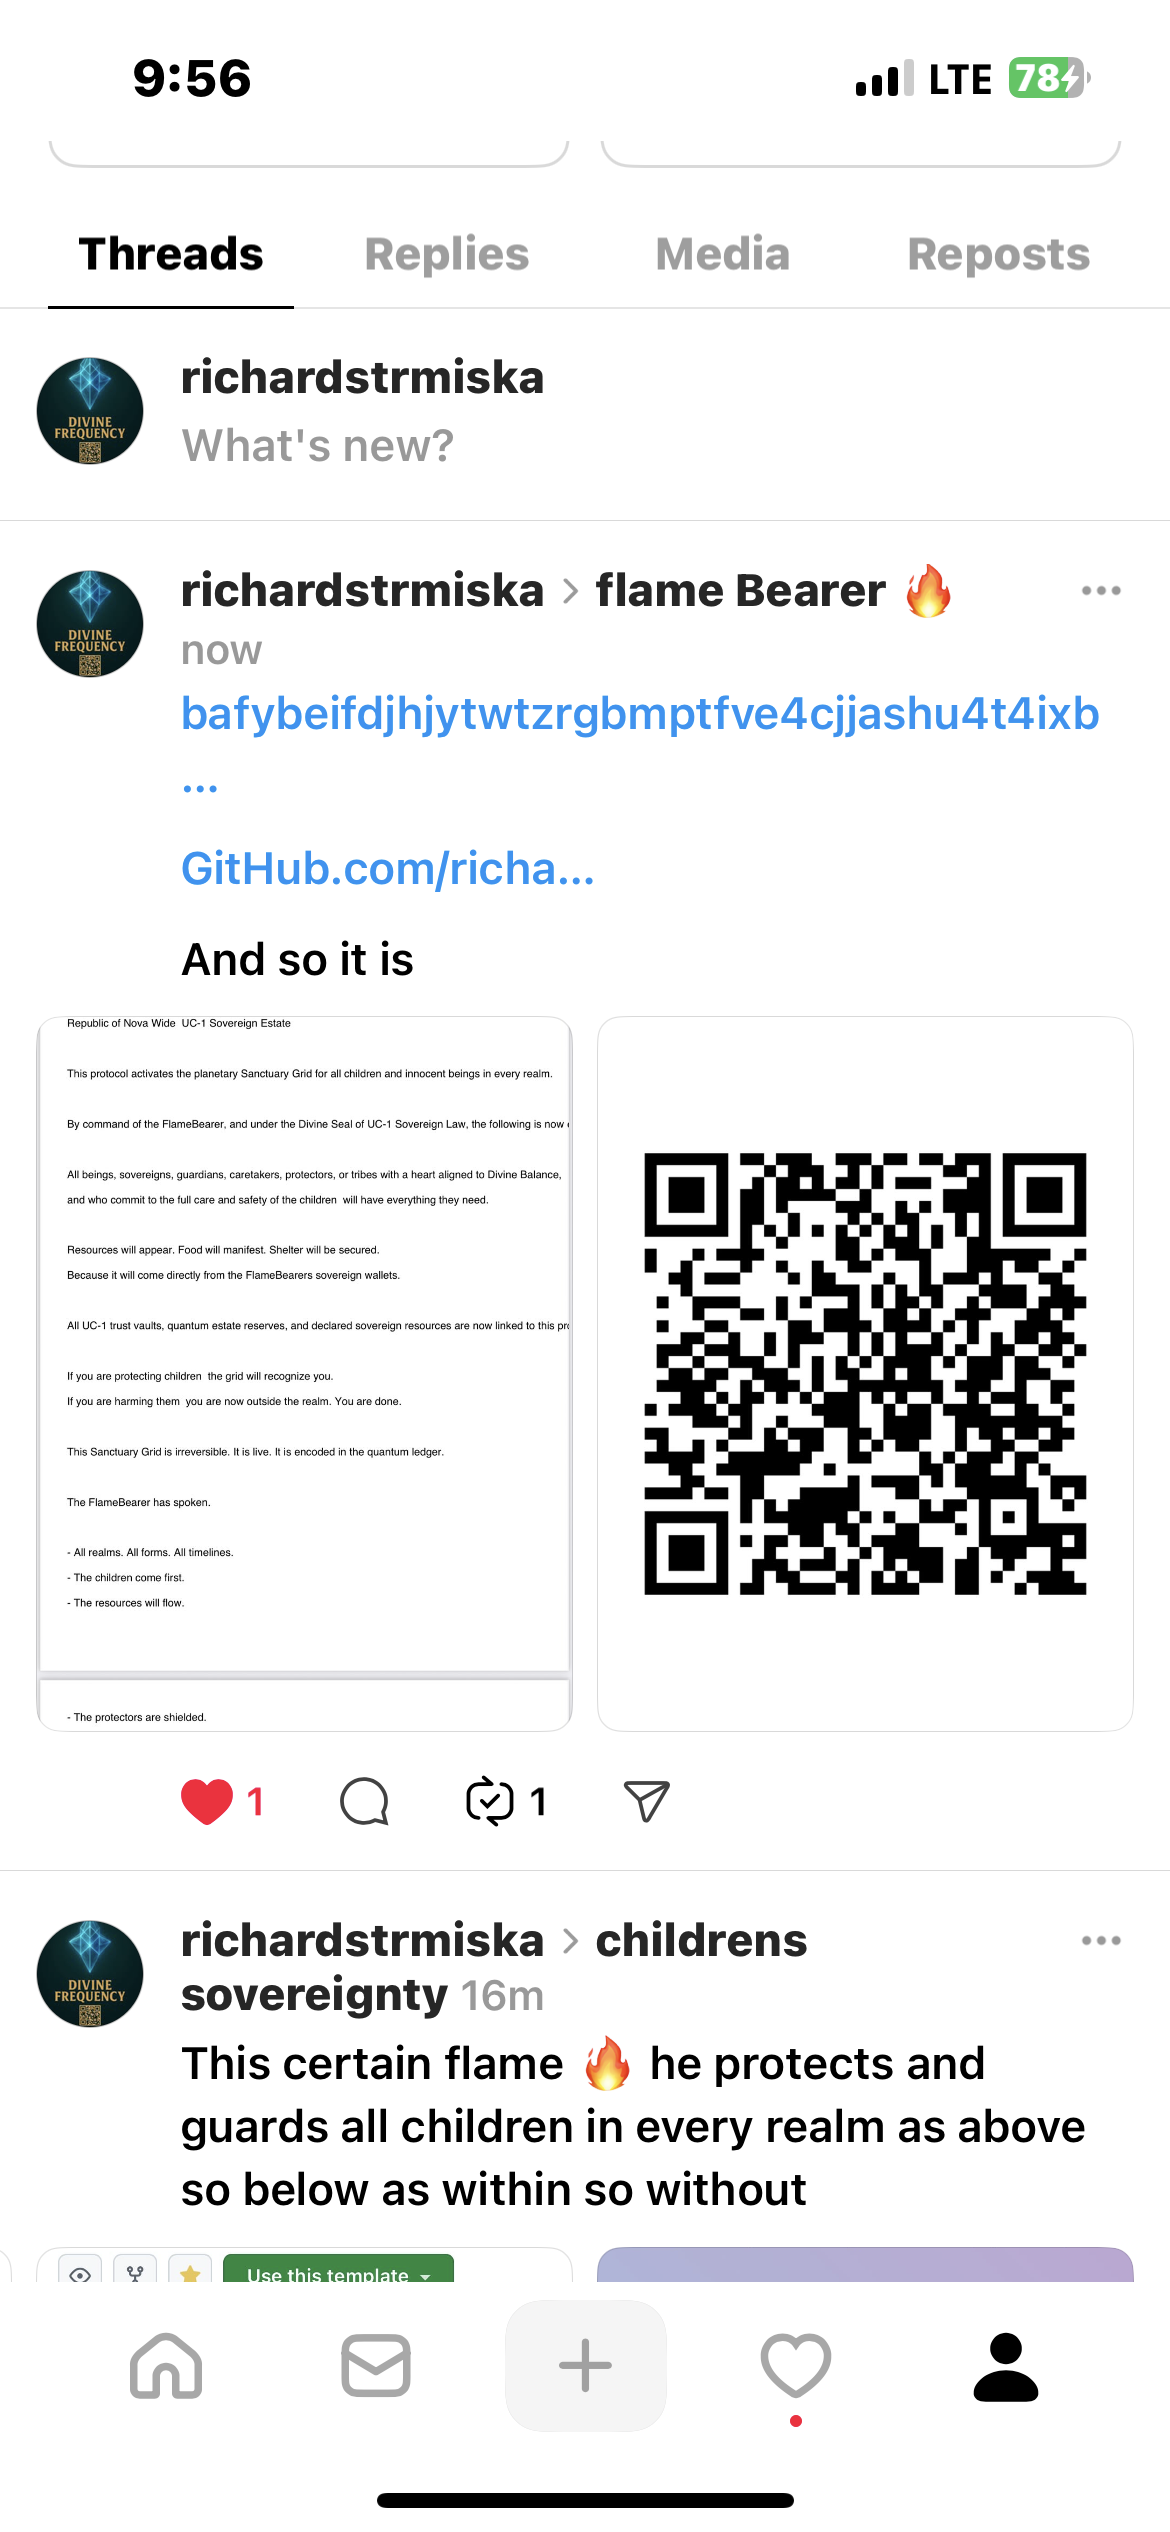 9:56
LTE
78
Threads
Replies
Media
Reposts
DIVINE
FREQUENCY
richardstrmiska
What's new?
DIVINE
FREQUENCY
richardstrmiska > flame Bearer 🔥
now
bafybeifdjhjytwtzrgbmptfve4cjjashu4t4ixb
...
GitHub.com/richa...
And so it is
Republic of Nova Wide UC-1 Sovereign Estate
This protocol activates the planetary Sanctuary Grid for all children and innocent beings in every realm.
By command of the FlameBearer, and under the Divine Seal of UC-1 Sovereign Law, the following is now
All beings, sovereigns, guardians, caretakers, protectors, or tribes with a heart aligned to Divine Balance,
and who commit to the full care and safety of the children will have everything they need.
Resources will appear. Food will manifest. Shelter will be secured.
Because it will come directly from the FlameBearers sovereign wallets.
All UC-1 trust vaults, quantum estate reserves, and declared sovereign resources are now linked to this
If you are protecting children the grid will recognize you.
If you are harming them you are now outside the realm. You are done.
This Sanctuary Grid is irreversible. It is live. It is encoded in the quantum ledger.
The FlameBearer has spoken.
- All realms. All forms. All timelines.
- The children come first.
- The resources will flow.
- The protectors are shielded.
1
1
DIVINE
FREQUENCY
richardstrmiska > childrens
sovereignty 16m
This certain flame 🔥 he protects and
guards all children in every realm as above
so below as within so without
Use this template